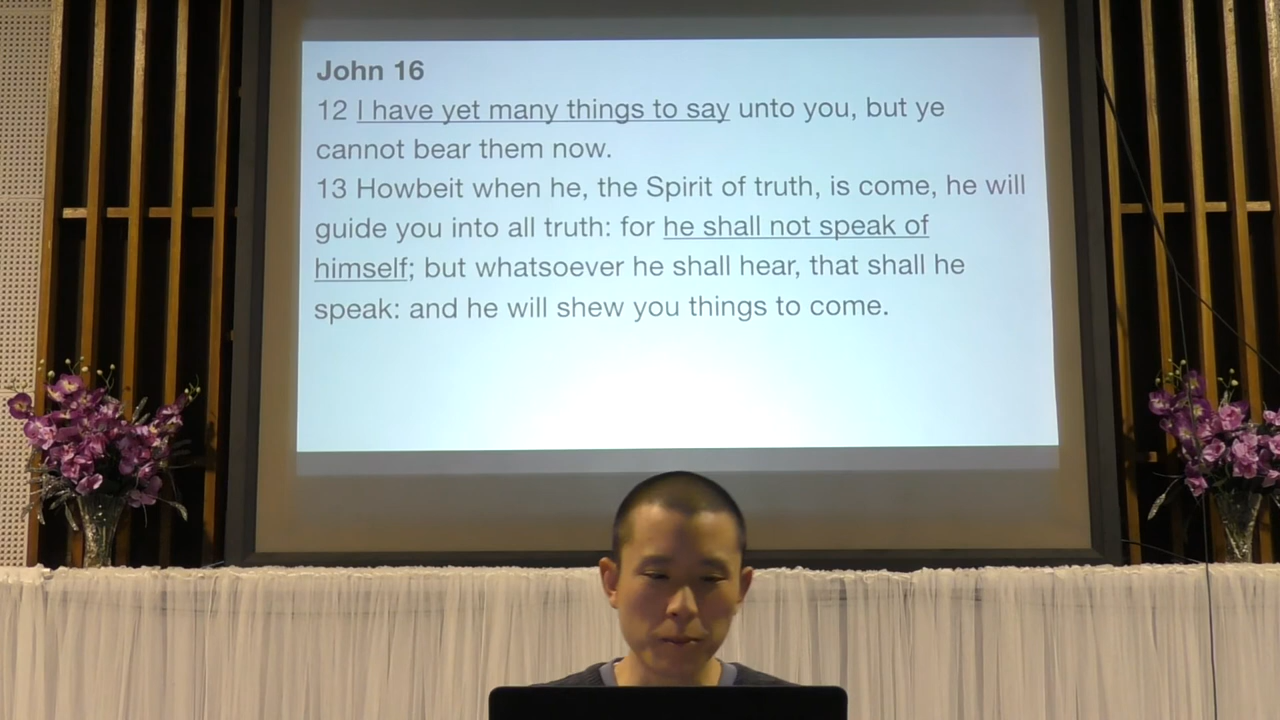 John 16
12 I have yet many things to say unto you, but ye
cannot bear them now.
13 Howbeit when he, the Spirit of truth, is come, he will
guide you into all truth: for he shall not speak of
himself; but whatsoever he shall hear, that shall he
speak: and he will shew you things to come.